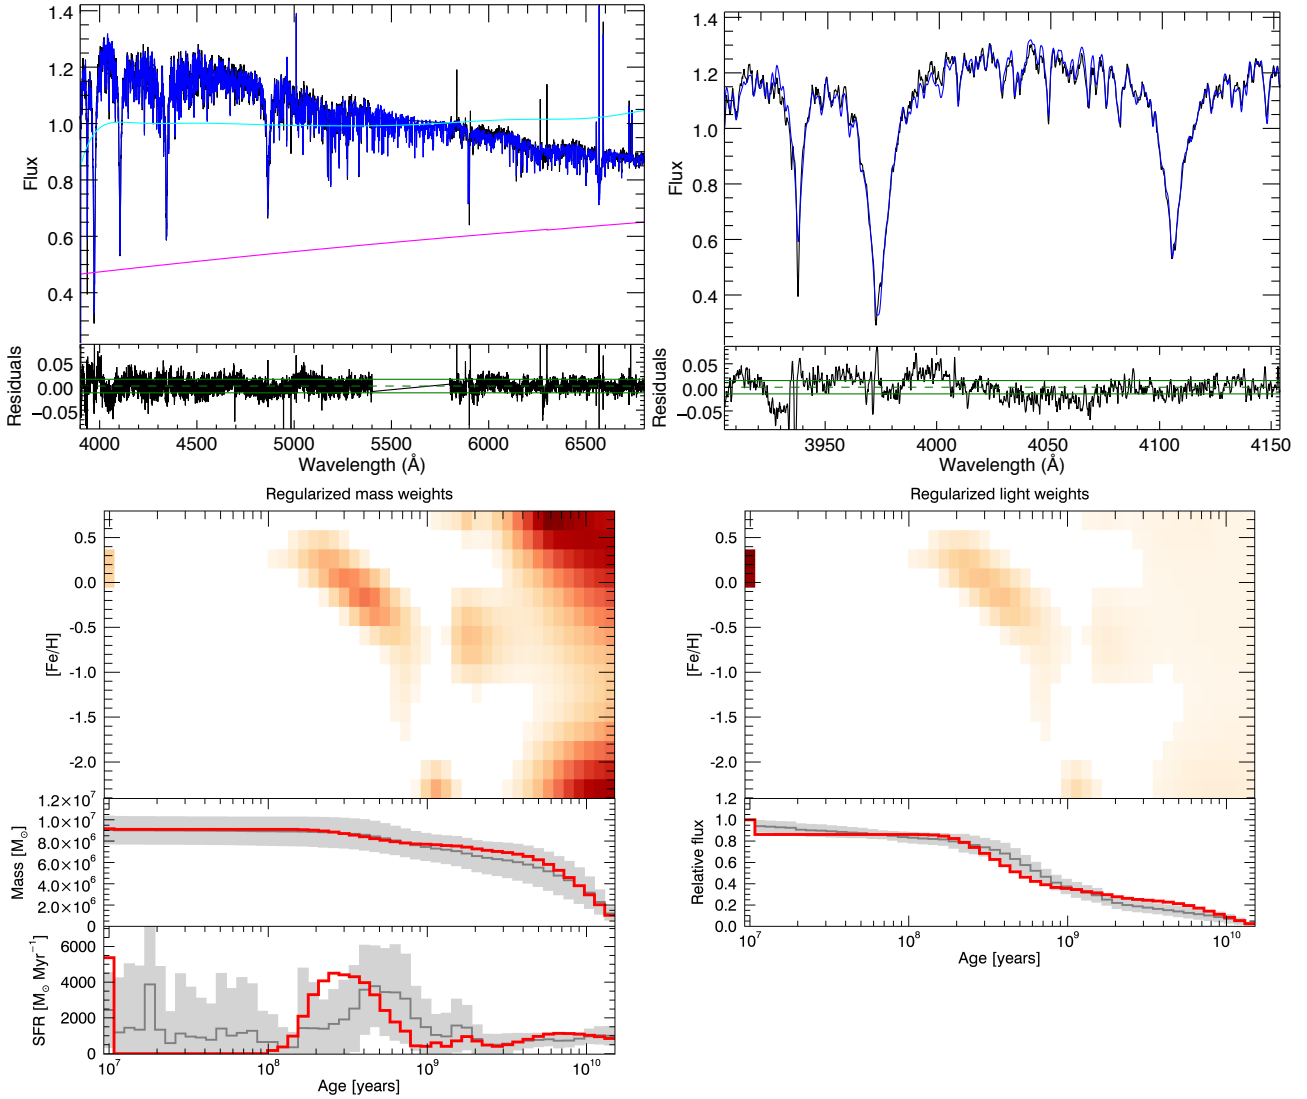 1.4
1.2
1.0
0.8
0.6
0.4
Flux
0.05
0.00
−0.05
Residuals
4000 4500 5000 5500 6000 6500
Wavelength (Å)
1.4
1.2
1.0
0.8
0.6
0.4
Flux
0.05
0.00
−0.05
Residuals
3950 4000 4050 4100 4150
Wavelength (Å)
Regularized mass weights
0.5
0.0
-0.5
-1.0
-1.5
-2.0
[Fe/H]
1.2×10⁷
1.0×10⁷
8.0×10⁶
6.0×10⁶
4.0×10⁶
2.0×10⁶
0
Mass [M☉]
6000
4000
2000
0
SFR [M☉ Myr⁻¹]
10⁷ 10⁸ 10⁹ 10¹⁰
Age [years]
Regularized light weights
0.5
0.0
-0.5
-1.0
-1.5
-2.0
[Fe/H]
1.2
1.0
0.8
0.6
0.4
0.2
0.0
Relative flux
10⁷ 10⁸ 10⁹ 10¹⁰
Age [years]